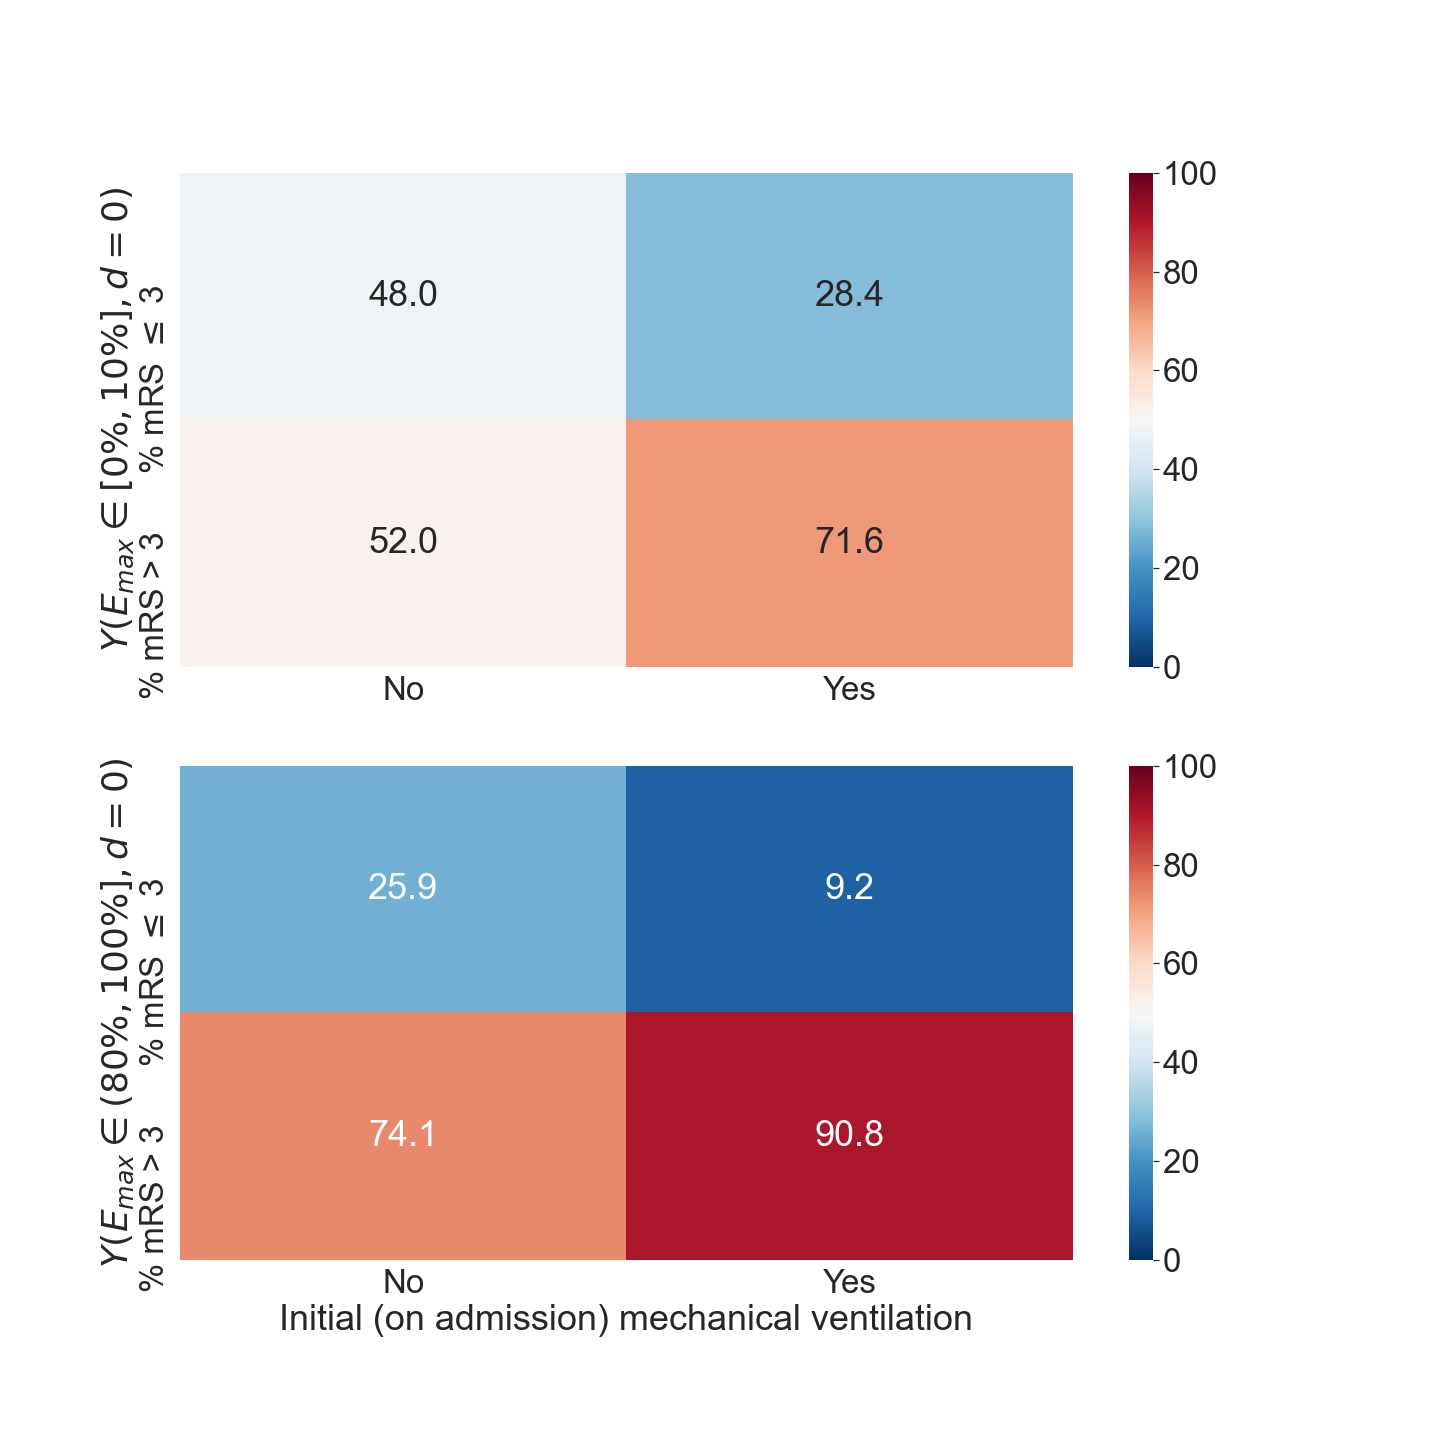 Y(E_max ∈ [0%, 10%], d = 0)
% mRS ≤ 3
% mRS > 3
48.0 28.4
52.0 71.6
No Yes
100
80
60
40
20
0
Y(E_max ∈ (80%, 100%], d = 0)
% mRS ≤ 3
% mRS > 3
25.9 9.2
74.1 90.8
No Yes
Initial (on admission) mechanical ventilation
100
80
60
40
20
0